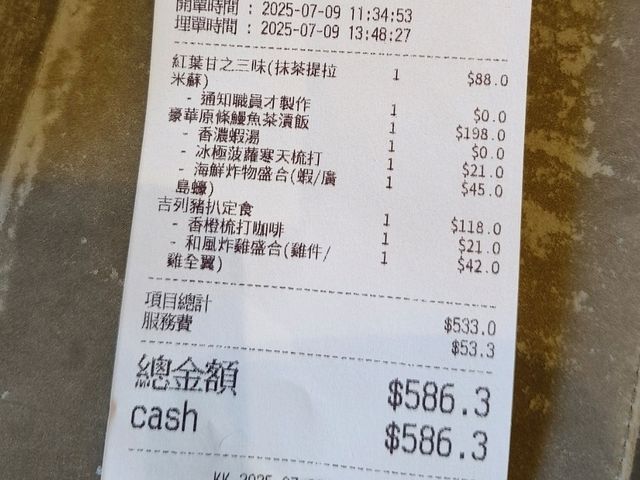 開單時間 : 2025-07-09 11:34:53
埋單時間 : 2025-07-09 13:48:27
紅葉甘之三味(抹茶提拉 1 $88.0
米蘇)
- 通知職員才製作 1 $0.0
豪華原條鰻魚茶漬飯 1 $198.0
- 香濃蝦湯 1 $0.0
- 冰極菠蘿寒天梳打 1 $21.0
- 海鮮炸物盛合(蝦/廣 1 $45.0
島蠔)
吉列豬扒定食 1 $118.0
- 香橙梳打咖啡 1 $21.0
- 和風炸雞盛合(雞件/ 1 $42.0
雞全翼)
項目總計 $533.0
服務費 $53.3
總金額 $586.3
cash $586.3